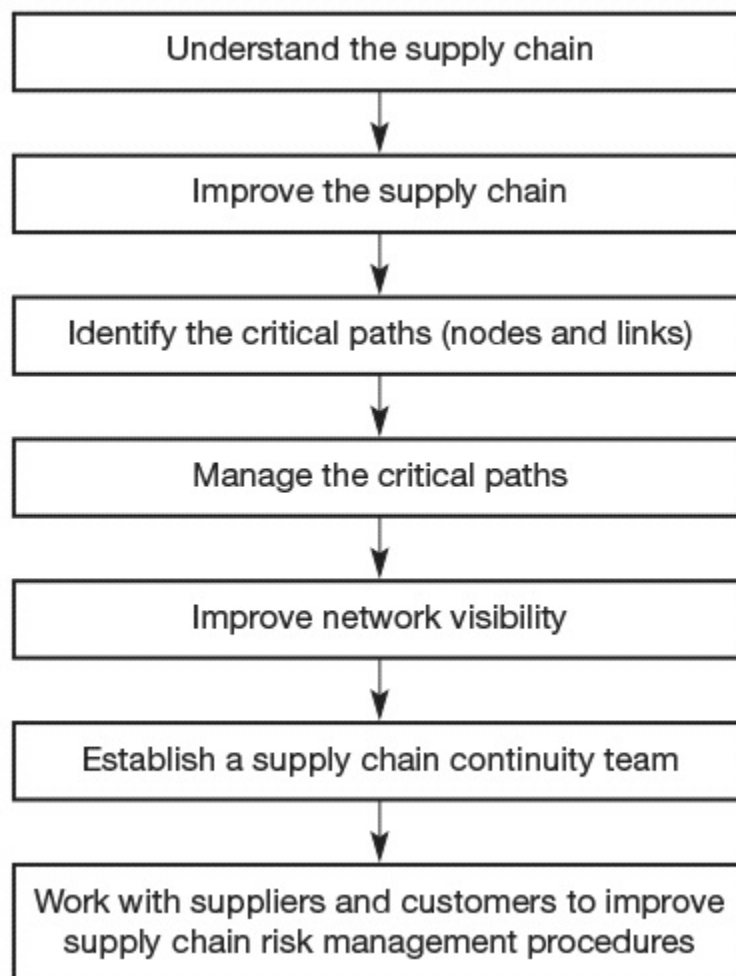 Understand the supply chain
Improve the supply chain
Identify the critical paths (nodes and links)
Manage the critical paths
Improve network visibility
Establish a supply chain continuity team
Work with suppliers and customers to improve
supply chain risk management procedures